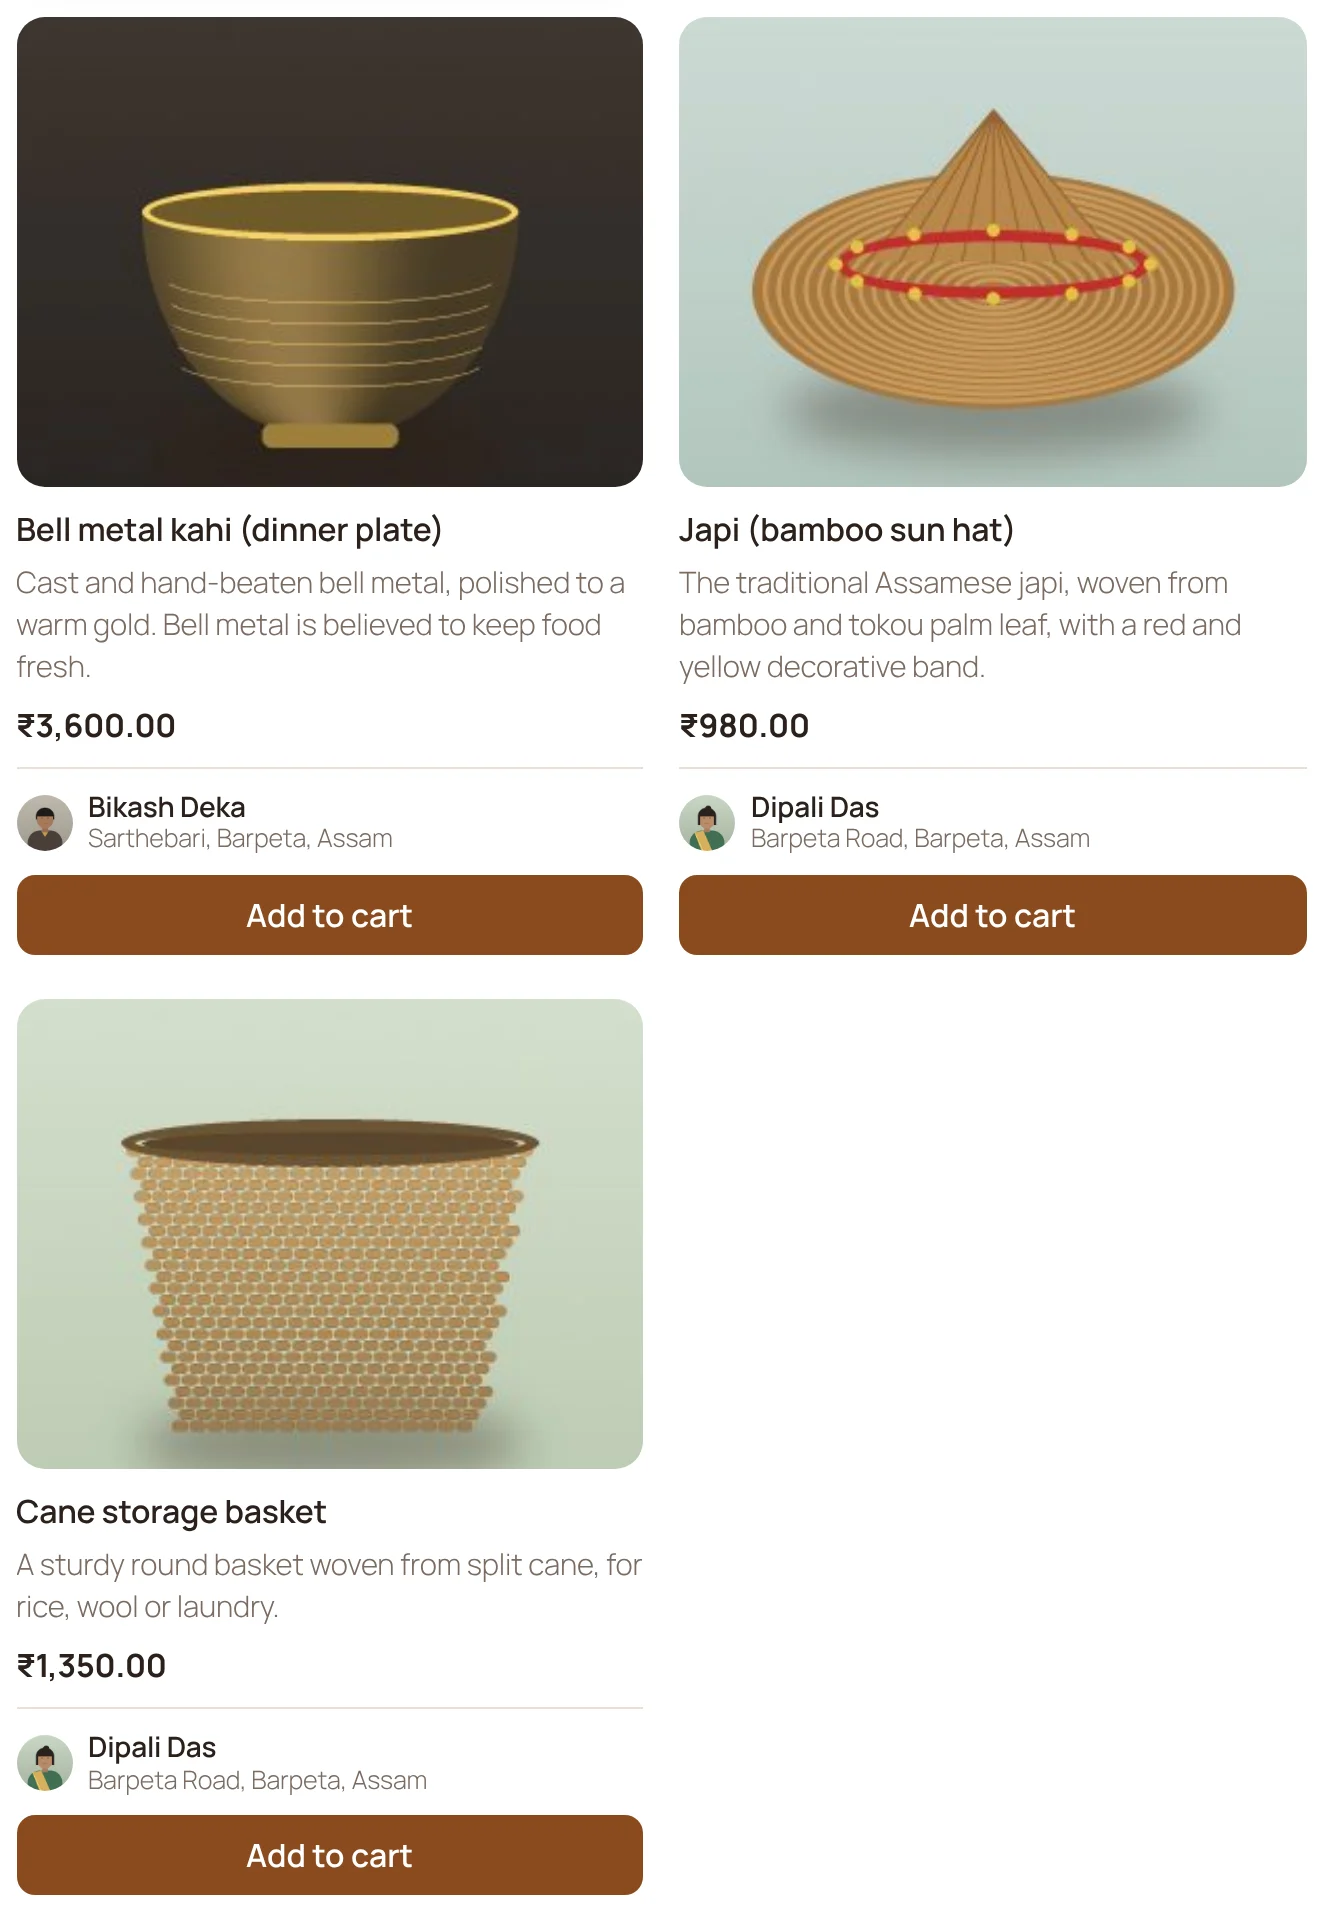 Bell metal kahi (dinner plate)
Cast and hand-beaten bell metal, polished to a
warm gold. Bell metal is believed to keep food
fresh.
₹3,600.00
Bikash Deka
Sarthebari, Barpeta, Assam
Add to cart
Japi (bamboo sun hat)
The traditional Assamese japi, woven from
bamboo and tokou palm leaf, with a red and
yellow decorative band.
₹980.00
Dipali Das
Barpeta Road, Barpeta, Assam
Add to cart
Cane storage basket
A sturdy round basket woven from split cane, for
rice, wool or laundry.
₹1,350.00
Dipali Das
Barpeta Road, Barpeta, Assam
Add to cart